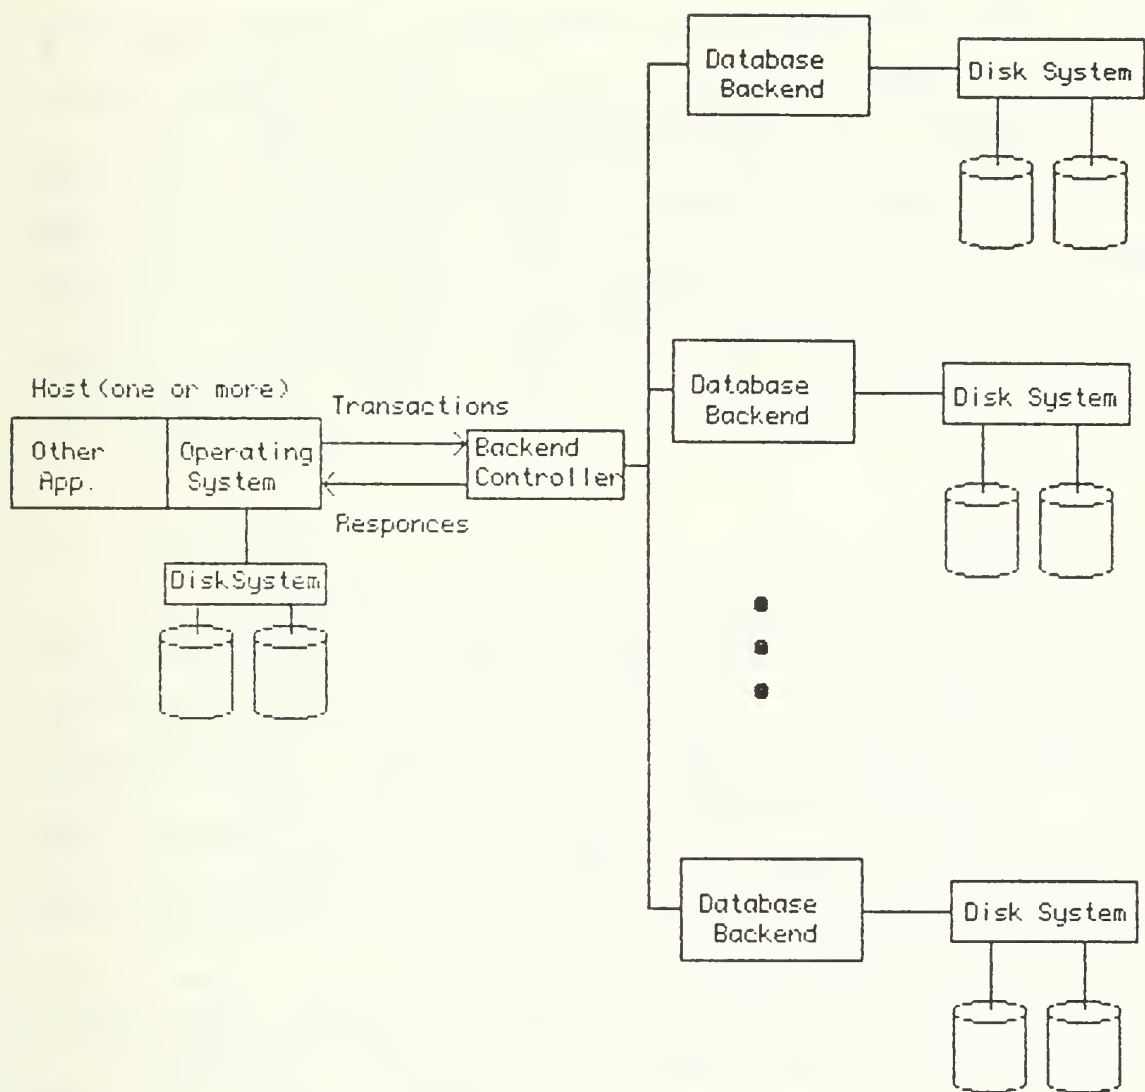 Database
Backend
Disk System
Database
Backend
Disk System
Host (one or more)
Transactions
Other
App.
Operating
System
Backend
Controller
Responces
DiskSystem
Database
Backend
Disk System